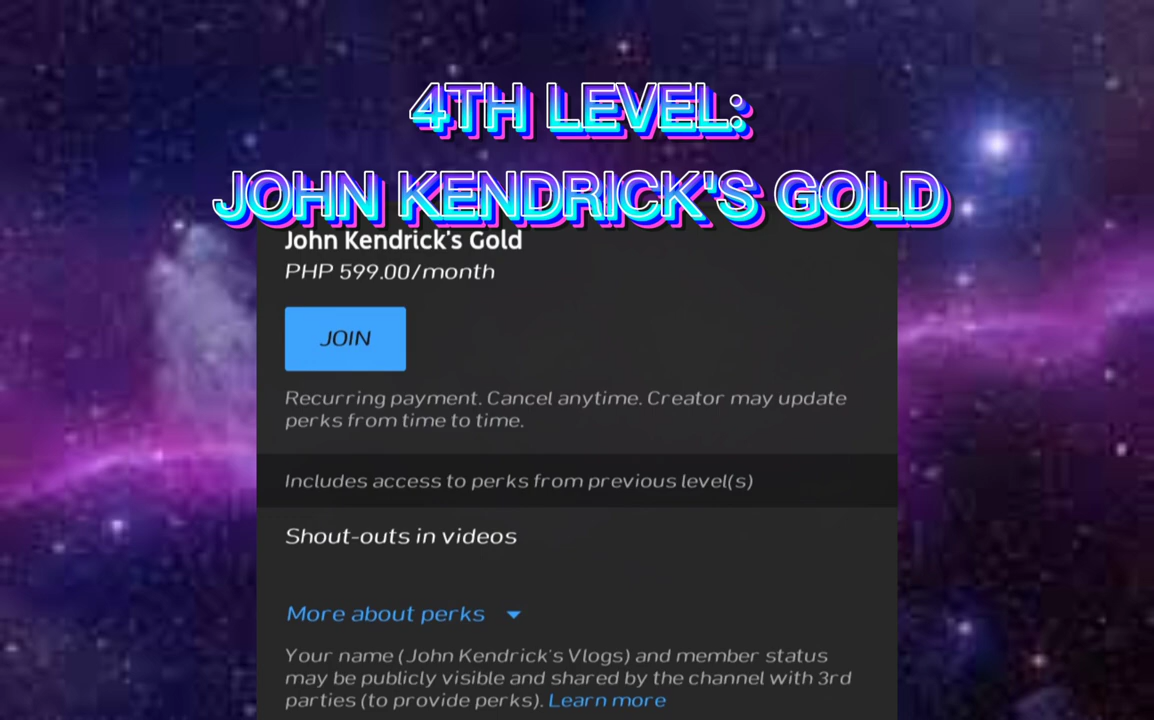 4TH LEVEL:
JOHN KENDRICK'S GOLD
John Kendrick's Gold
PHP 599.00/month
JOIN
Recurring payment. Cancel anytime. Creator may update
perks from time to time.
Includes access to perks from previous level(s)
Shout-outs in videos
More about perks
Your name (John Kendrick's Vlogs) and member status
may be publicly visible and shared by the channel with 3rd
parties (to provide perks). Learn more